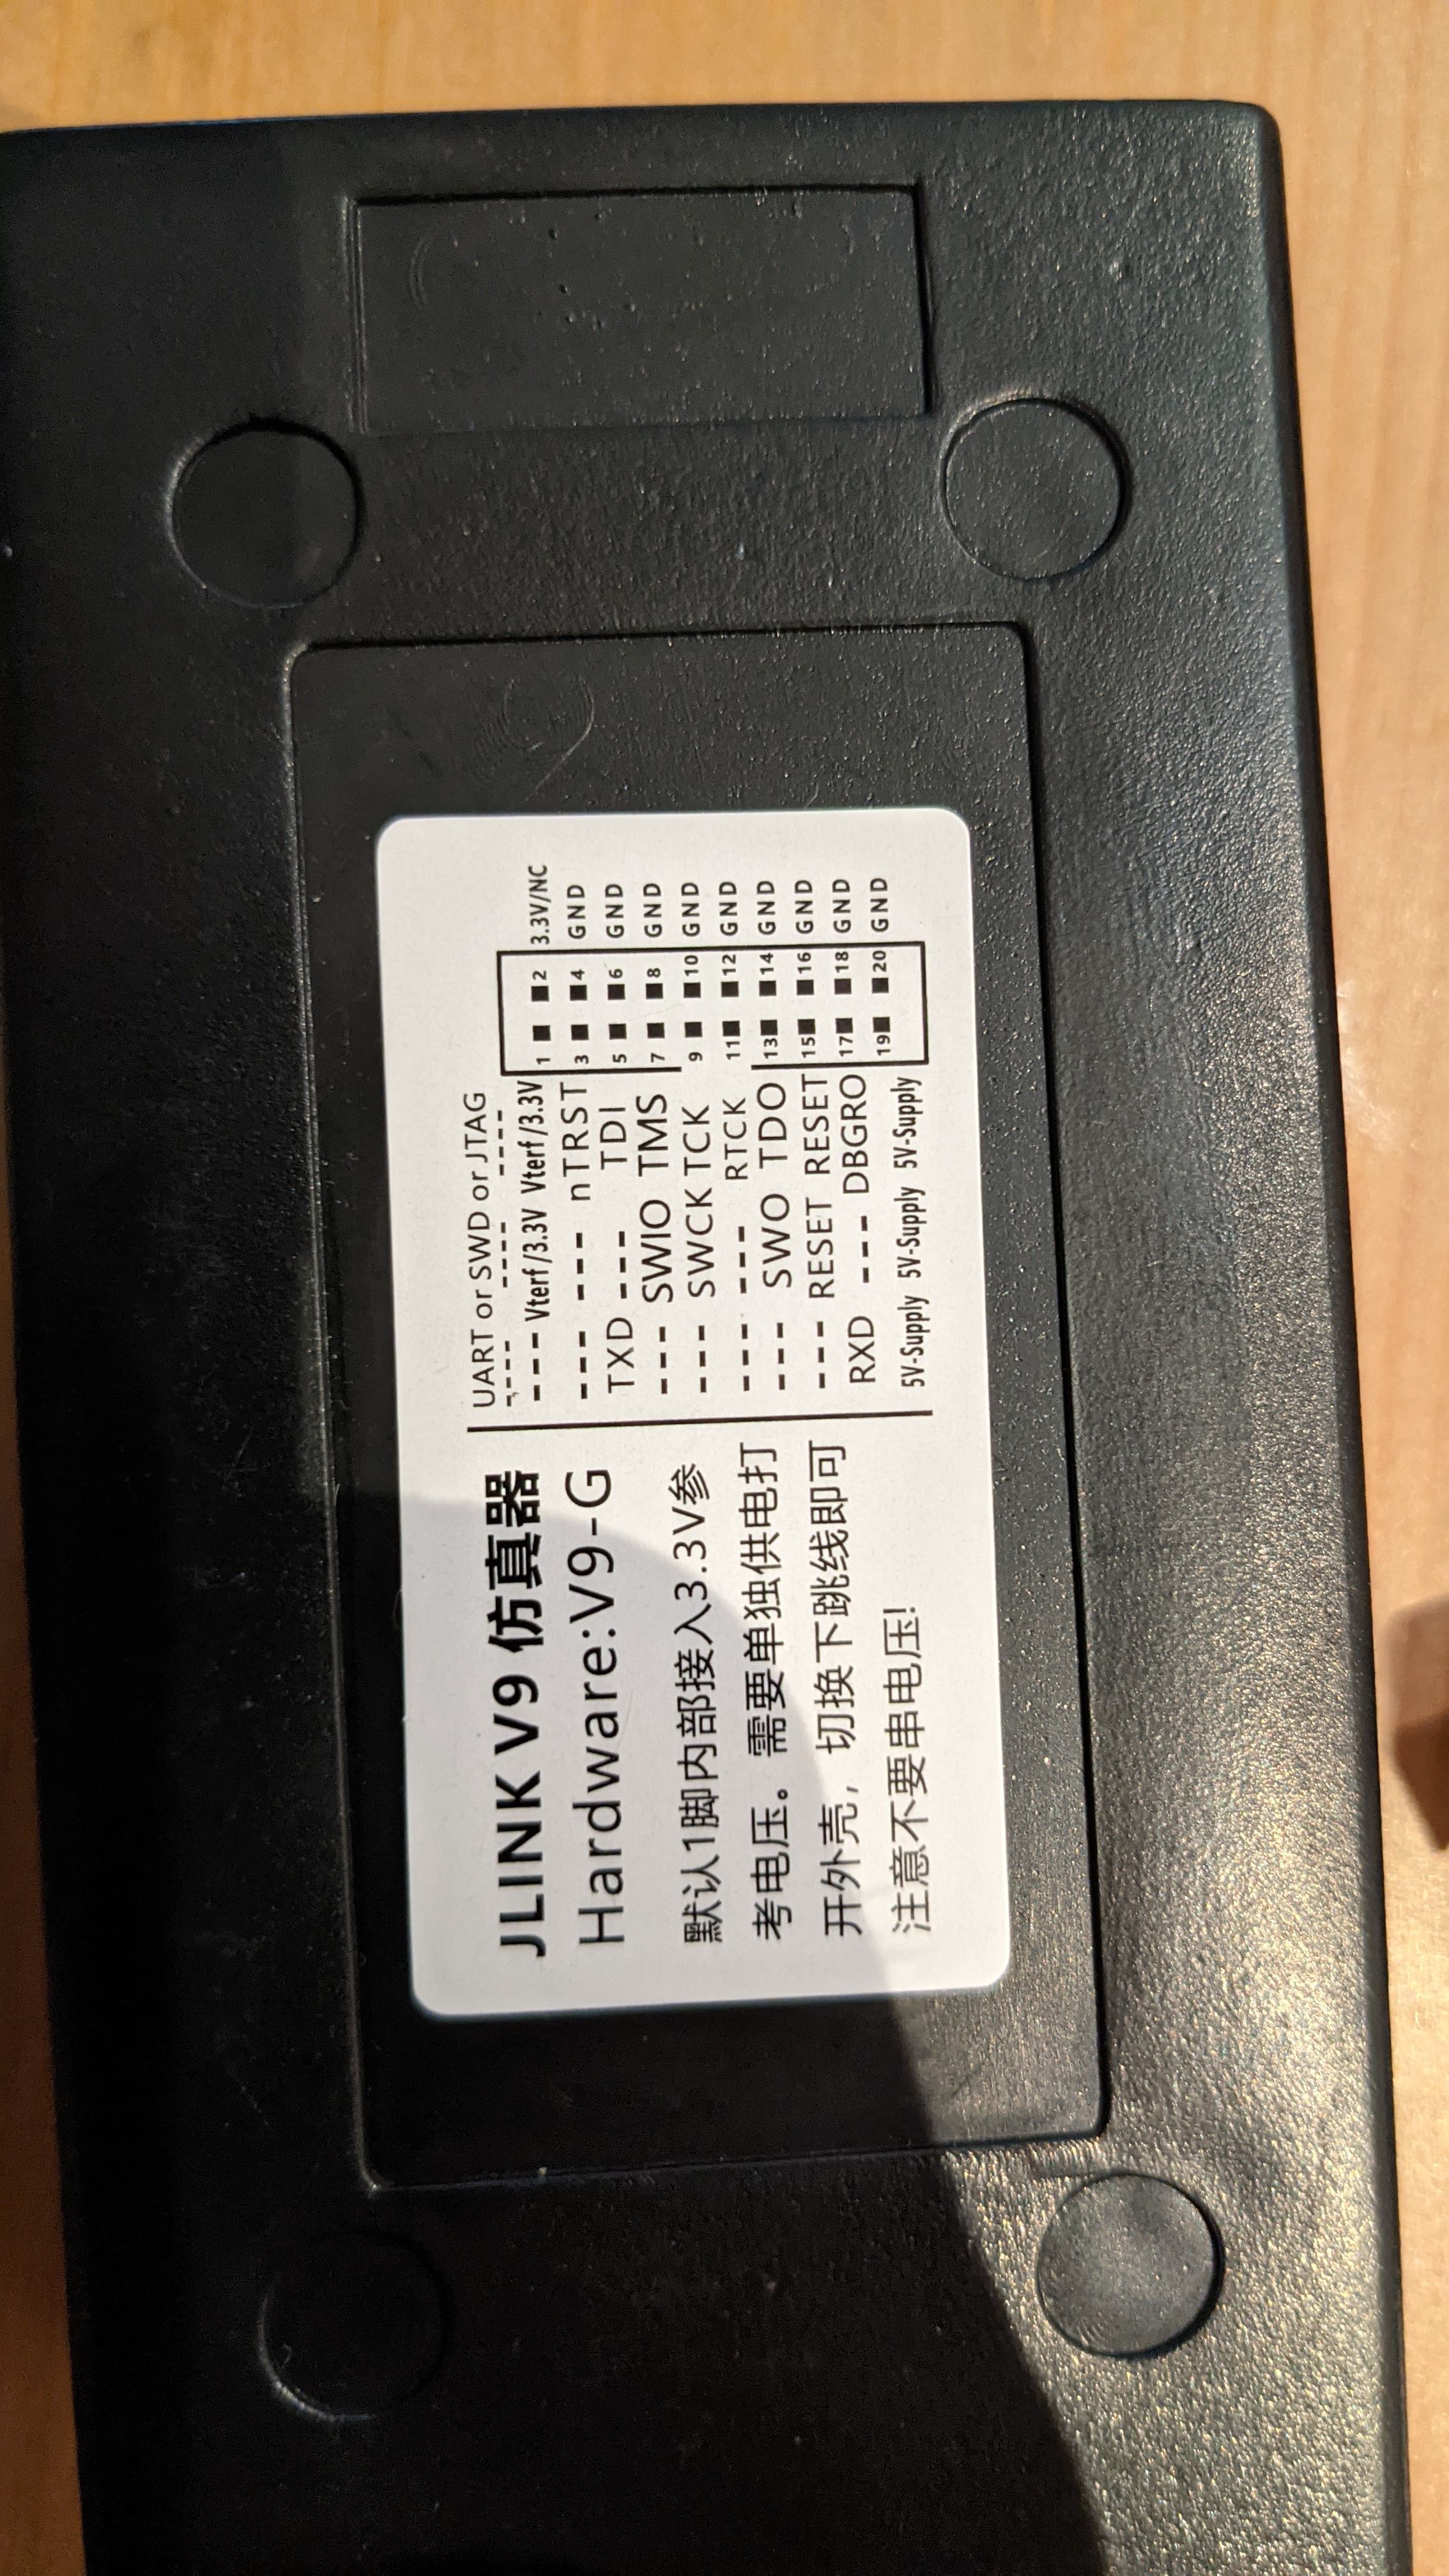 JLINK V9 仿真器
Hardware:V9-G
默认1脚内部接入3.3V参
考电压。需要单独供电打
开外壳，切换下跳线即可
注意不要串电压!
UART or SWD or JTAG
---- ---- ----
--- Vterf/3.3V Vterf/3.3V 1 2 3.3V/NC
--- --- nTRST 3 4 GND
TXD --- TDI 5 6 GND
--- SWIO TMS 7 8 GND
--- SWCK TCK 9 10 GND
--- --- RTCK 11 12 GND
--- SWO TDO 13 14 GND
--- RESET RESET 15 16 GND
RXD --- DBGRO 17 18 GND
5V-Supply 5V-Supply 5V-Supply 19 20 GND